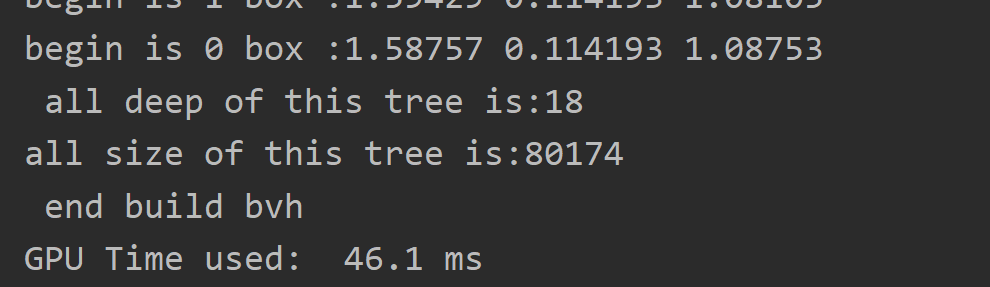 begin is 1 box :1.59429 0.114193 1.08105
begin is 0 box :1.58757 0.114193 1.08753
all deep of this tree is:18
all size of this tree is:80174
end build bvh
GPU Time used:  46.1 ms